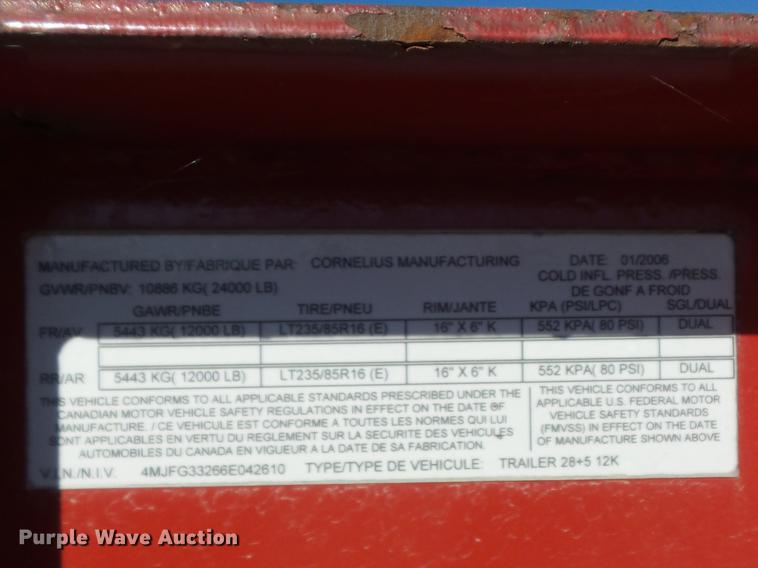 MANUFACTURED BY/FABRIQUE PAR: CORNELIUS MANUFACTURING DATE: 01/2006
GVWR/PNBV: 10886 KG( 24000 LB) COLD INFL. PRESS. /PRESS.
DE GONF A FROID
GAWR/PNBE TIRE/PNEU RIM/JANTE KPA (PSI/LPC) SGL/DUAL
FR/AV 5443 KG( 12000 LB) LT235/85R16 (E) 16" X 6" K 552 KPA( 80 PSI) DUAL
RR/AR 5443 KG( 12000 LB) LT235/85R16 (E) 16" X 6" K 552 KPA( 80 PSI) DUAL
THIS VEHICLE CONFORMS TO ALL APPLICABLE STANDARDS PRESCRIBED UNDER THE
CANADIAN MOTOR VEHICLE SAFETY REGULATIONS IN EFFECT ON THE DATE OF
MANUFACTURE. / CE VEHICULE EST CONFORME A TOUTES LES NORMES QUI LUI
SONT APPLICABLES EN VERTU DU REGLEMENT SUR LA SECURITE DES VEHICULES
AUTOMOBILES DU CANADA EN VIGUEUR A LA DATE DE SA FABRICATION.
THIS VEHICLE CONFORMS TO ALL
APPLICABLE U.S. FEDERAL MOTOR
VEHICLE SAFETY STANDARDS
(FMVSS) IN EFFECT ON THE DATE
OF MANUFACTURE SHOWN ABOVE
V.I.N./N.I.V. 4MJFG33266E042610 TYPE/TYPE DE VEHICULE: TRAILER 28+5 12K
Purple Wave Auction